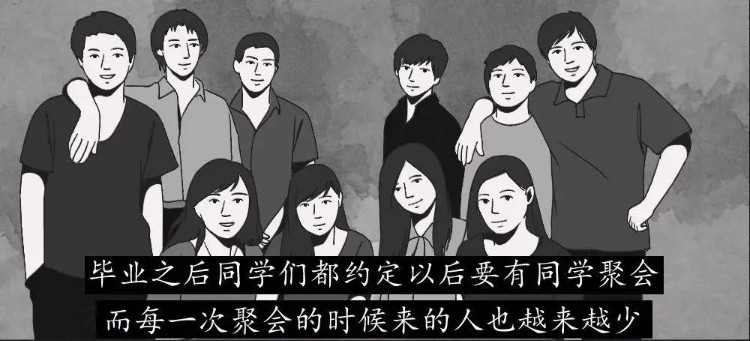 毕业之后同学们都约定以后要有同学聚会
而每一次聚会的时候来的人也越来越少